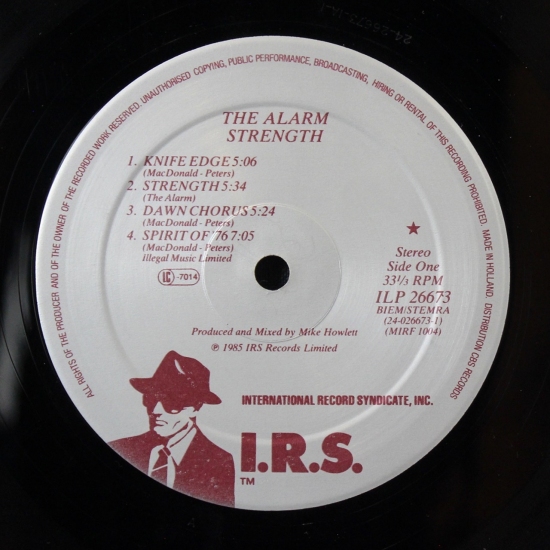 ALL RIGHTS OF THE PRODUCER AND OF THE OWNER OF THE RECORDED WORK RESERVED. UNAUTHORISED COPYING, PUBLIC PERFORMANCE, BROADCASTING, HIRING OR RENTAL OF THIS RECORDING PROHIBITED. MADE IN HOLLAND. DISTRIBUTION CBS RECORDS
THE ALARM
STRENGTH
1. KNIFE EDGE 5:06
(MacDonald - Peters)
2. STRENGTH 5:34
(The Alarm)
3. DAWN CHORUS 5:24
(MacDonald - Peters)
4. SPIRIT OF '76 7:05
(MacDonald - Peters)
Illegal Music Limited
LC -7014
Stereo
Side One
33⅓ RPM
ILP 26673
BIEM/STEMRA
(24-026673-1)
(MIRF 1004)
Produced and Mixed by Mike Howlett
℗ 1985 IRS Records Limited
INTERNATIONAL RECORD SYNDICATE, INC.
I.R.S.
TM